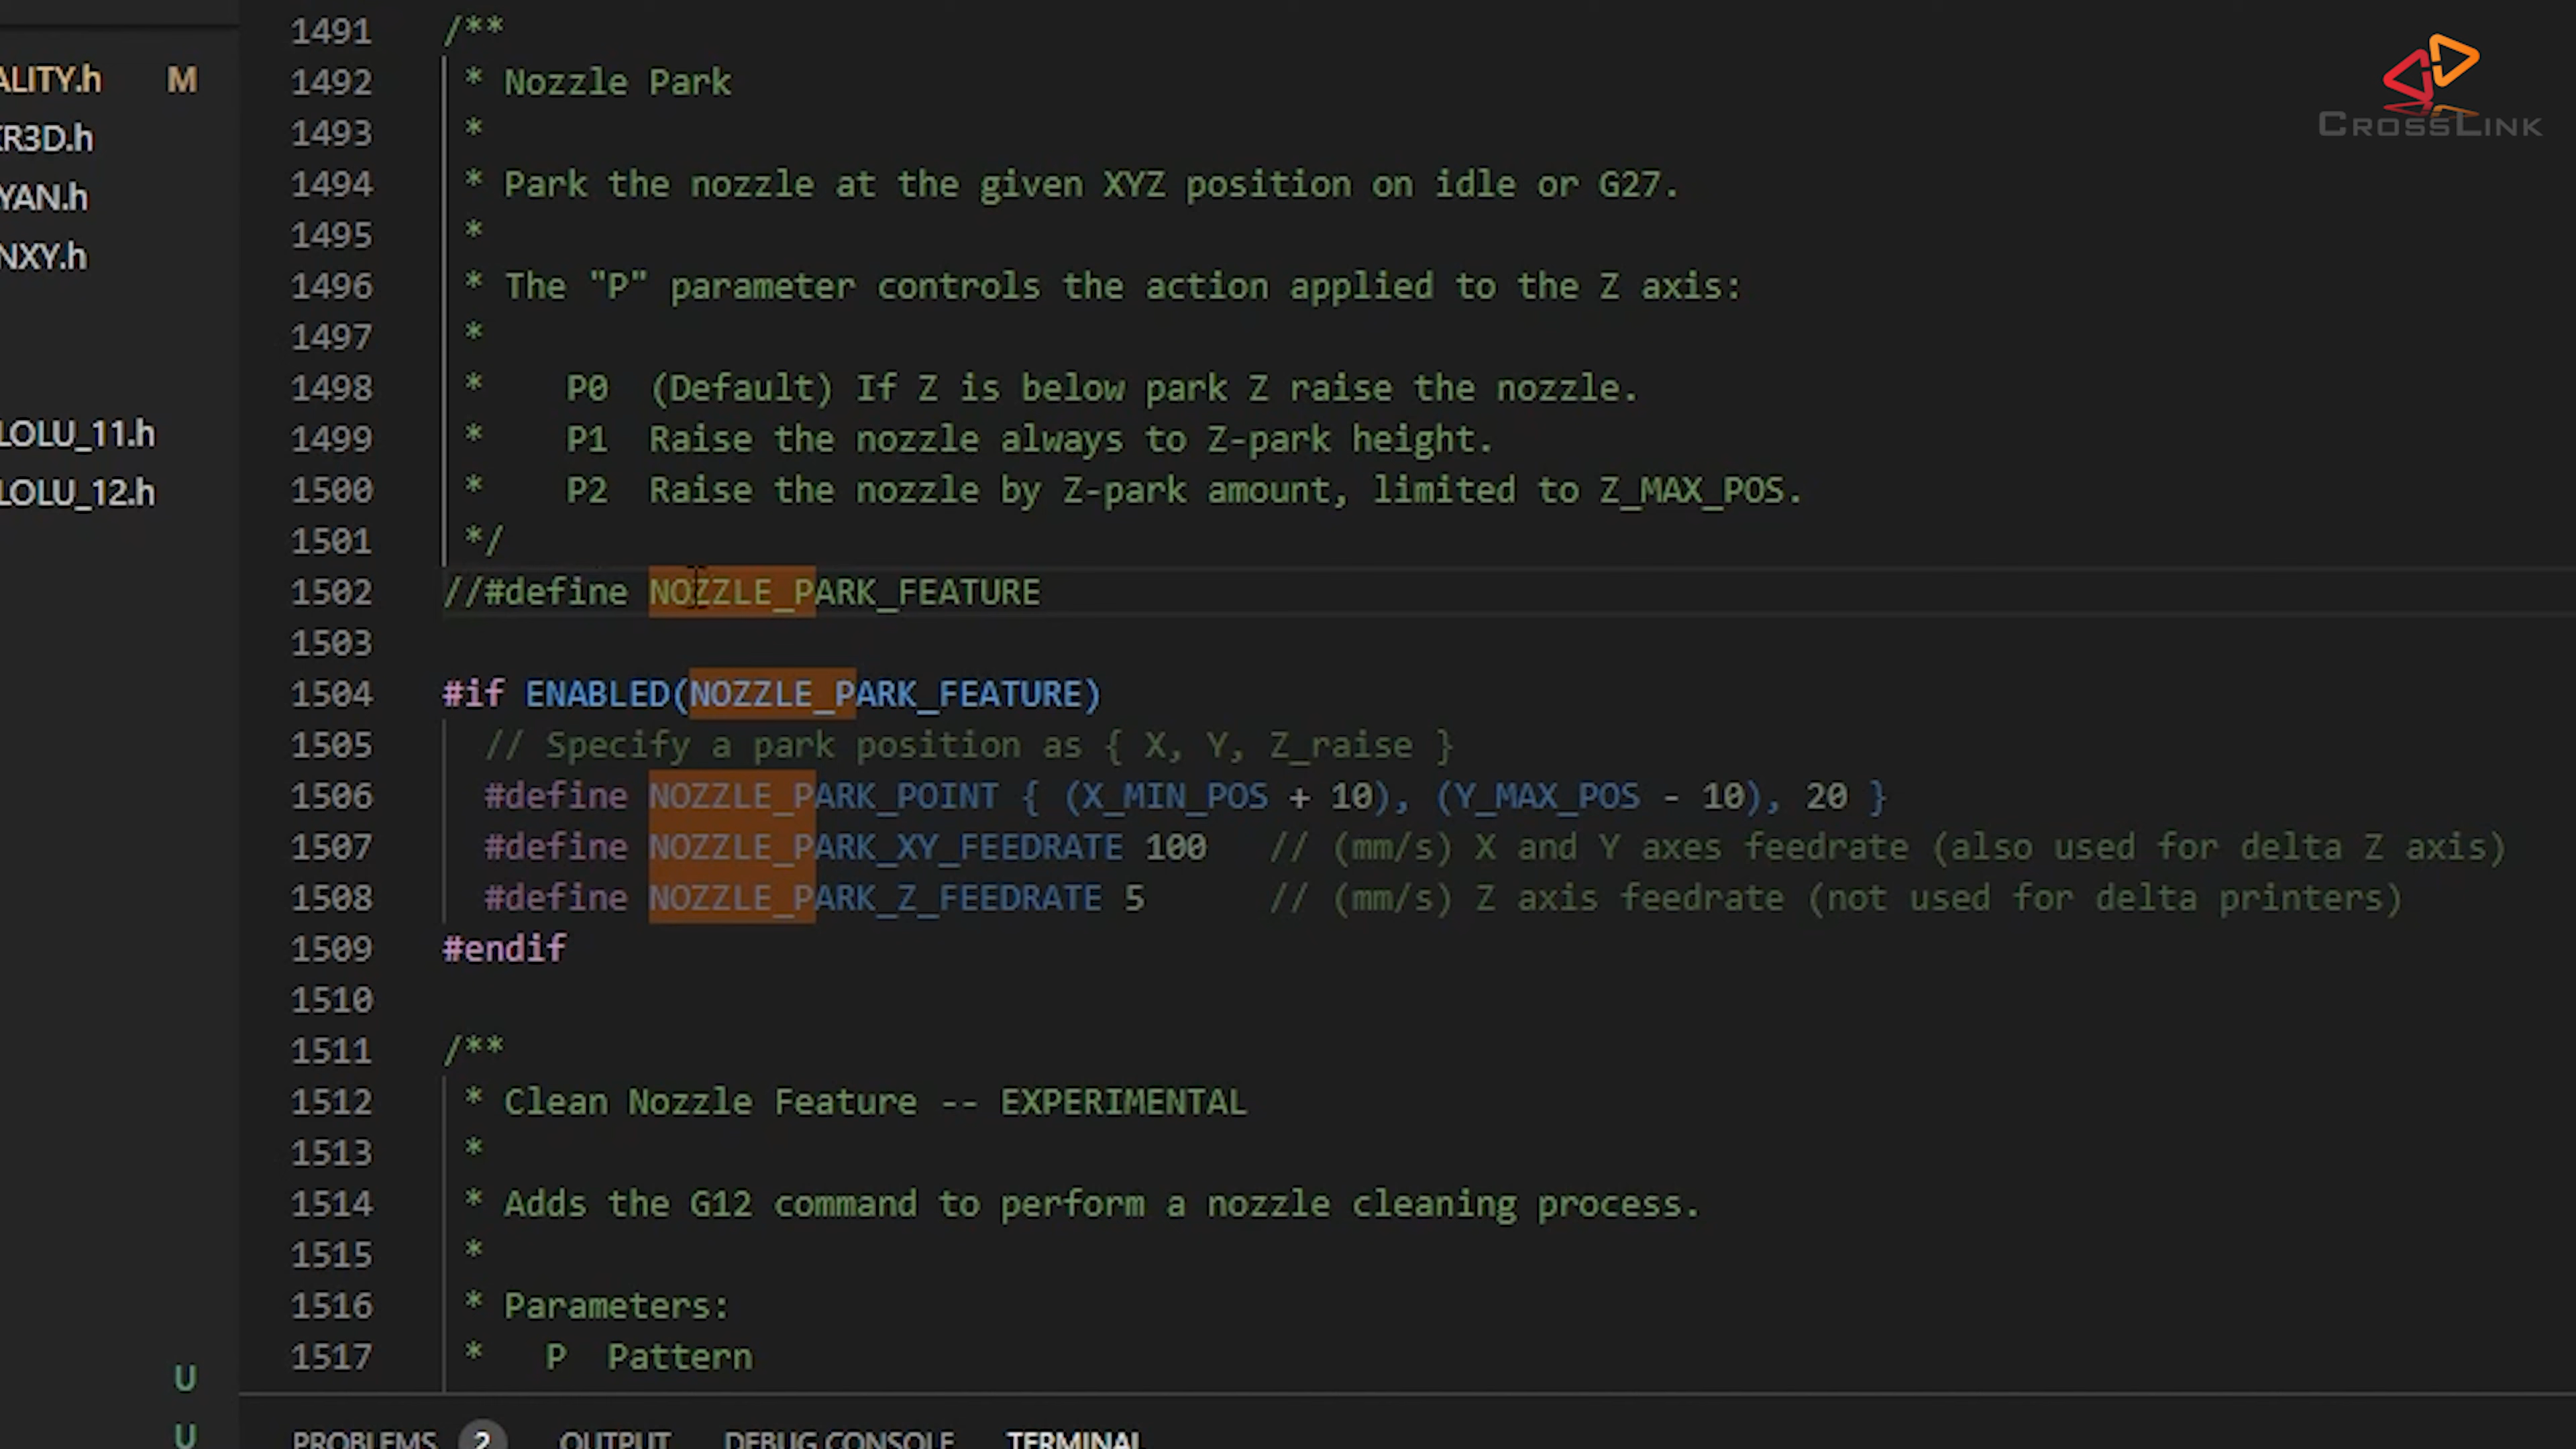 ALITY.h M
R3D.h
YAN.h
NXY.h
LOLU_11.h
LOLU_12.h
U
U
1491 /**
1492 * Nozzle Park
1493 *
1494 * Park the nozzle at the given XYZ position on idle or G27.
1495 *
1496 * The "P" parameter controls the action applied to the Z axis:
1497 *
1498 * P0 (Default) If Z is below park Z raise the nozzle.
1499 * P1 Raise the nozzle always to Z-park height.
1500 * P2 Raise the nozzle by Z-park amount, limited to Z_MAX_POS.
1501 */
1502 //#define NOZZLE_PARK_FEATURE
1503
1504 #if ENABLED(NOZZLE_PARK_FEATURE)
1505 // Specify a park position as { X, Y, Z_raise }
1506 #define NOZZLE_PARK_POINT { (X_MIN_POS + 10), (Y_MAX_POS - 10), 20 }
1507 #define NOZZLE_PARK_XY_FEEDRATE 100 // (mm/s) X and Y axes feedrate (also used for delta Z axis)
1508 #define NOZZLE_PARK_Z_FEEDRATE 5 // (mm/s) Z axis feedrate (not used for delta printers)
1509 #endif
1510
1511 /**
1512 * Clean Nozzle Feature -- EXPERIMENTAL
1513 *
1514 * Adds the G12 command to perform a nozzle cleaning process.
1515 *
1516 * Parameters:
1517 * P Pattern
PROBLEMS 2 OUTPUT DEBUG CONSOLE TERMINAL
CROSSLINK